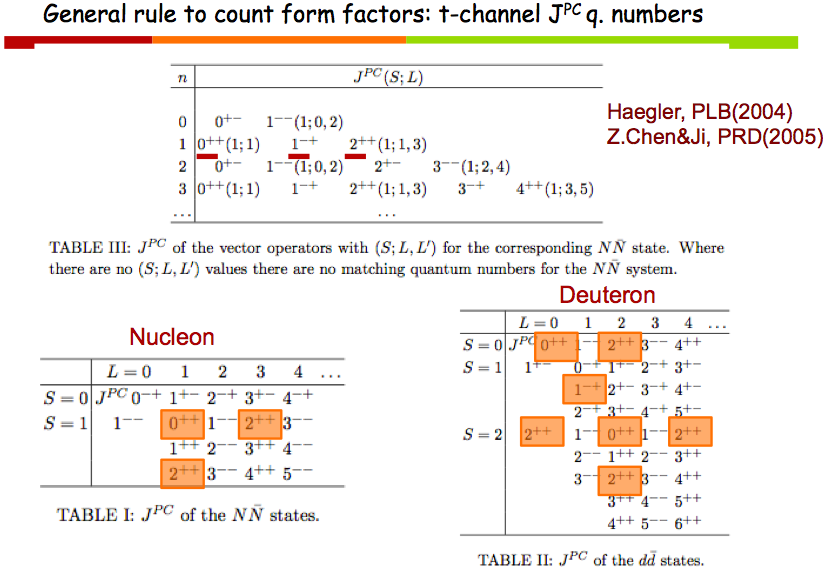 General rule to count form factors: t-channel J^PC q. numbers
n J^PC(S; L)
0 0^+− 1^−−(1; 0, 2)
1 0^++(1; 1) 1^−+ 2^++(1; 1, 3)
2 0^+− 1^−−(1; 0, 2) 2^+− 3^−−(1; 2, 4)
3 0^++(1; 1) 1^−+ 2^++(1; 1, 3) 3^−+ 4^++(1; 3, 5)
... ...
Haegler, PLB(2004)
Z.Chen&Ji, PRD(2005)
TABLE III: J^PC of the vector operators with (S; L, L′) for the corresponding NN̄ state. Where
there are no (S; L, L′) values there are no matching quantum numbers for the NN̄ system.
Nucleon
L = 0 1 2 3 4 ...
S = 0 J^PC 0^−+ 1^+− 2^−+ 3^+− 4^−+
S = 1 1^−− 0^++ 1^−− 2^++ 3^−−
1^++ 2^−− 3^++ 4^−−
2^++ 3^−− 4^++ 5^−−
TABLE I: J^PC of the NN̄ states.
Deuteron
L = 0 1 2 3 4 ...
S = 0 J^PC 0^++ 1^−− 2^++ 3^−− 4^++
S = 1 1^+− 0^−+ 1^+− 2^−+ 3^+−
1^−+ 2^+− 3^−+ 4^+−
2^−+ 3^+− 4^−+ 5^+−
S = 2 2^++ 1^−− 0^++ 1^−− 2^++
2^−− 1^++ 2^−− 3^++
3^−− 2^++ 3^−− 4^++
3^++ 4^−− 5^++
4^++ 5^−− 6^++
TABLE II: J^PC of the dd̄ states.